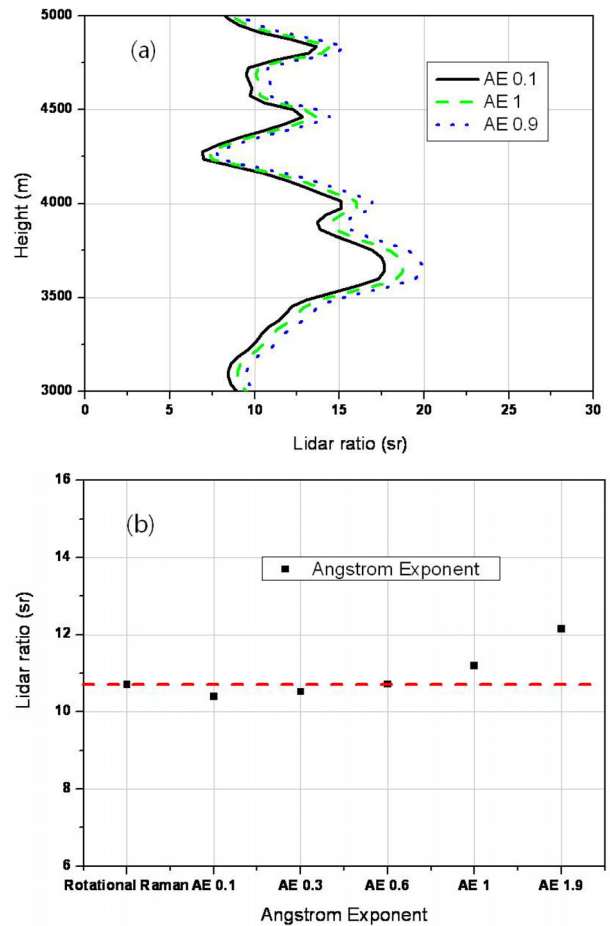 (a)
5000
4500
4000
3500
3000
Height (m)
AE 0.1
AE 1
AE 0.9
0
5
10
15
20
25
30
Lidar ratio (sr)
(b)
16
14
12
10
8
6
Lidar ratio (sr)
Angstrom Exponent
Rotational Raman
AE 0.1
AE 0.3
AE 0.6
AE 1
AE 1.9
Angstrom Exponent